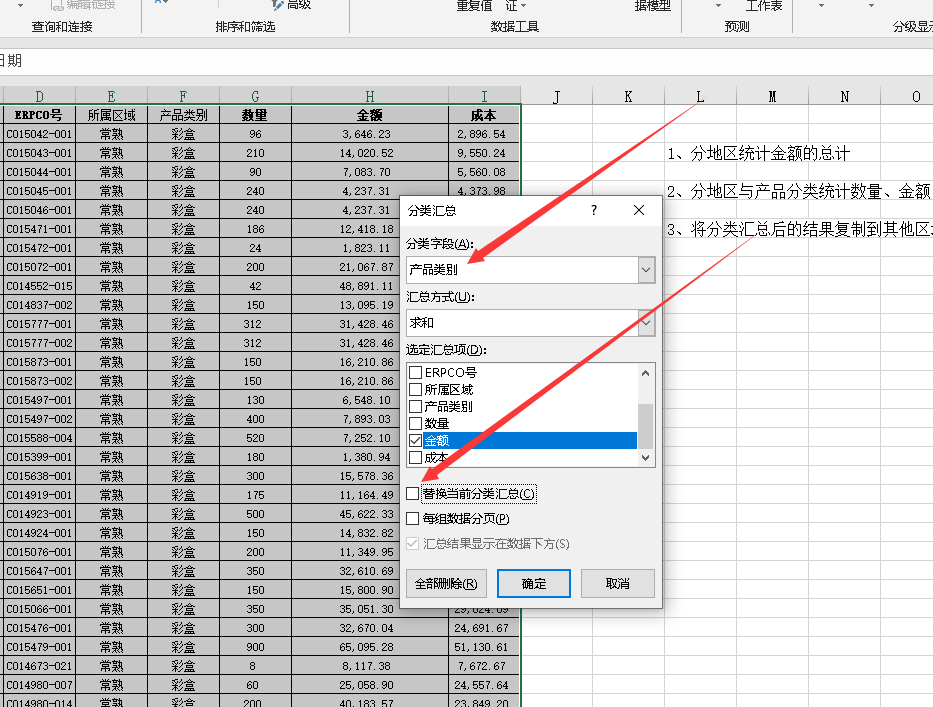 编辑链接 高级 重复值 证 据模型 工作表
查询和连接 排序和筛选 数据工具 预测 分级显示
日期
D E F G H I J K L M N O
ERPCO号 所属区域 产品类别 数量 金额 成本
C015042-001 常熟 彩盒 96 3,646.23 2,896.54
C015043-001 常熟 彩盒 210 14,020.52 9,550.24
C015044-001 常熟 彩盒 90 7,083.70 5,560.08
C015045-001 常熟 彩盒 240 4,237.31 4,373.98
C015046-001 常熟 彩盒 240 4,237.31
C015471-001 常熟 彩盒 186 12,418.18
C015472-001 常熟 彩盒 24 1,823.11
C015072-001 常熟 彩盒 200 21,067.87
C014552-015 常熟 彩盒 42 48,891.11
C014837-002 常熟 彩盒 150 13,095.19
C015777-001 常熟 彩盒 312 31,428.46
C015777-002 常熟 彩盒 312 31,428.46
C015873-001 常熟 彩盒 150 16,210.86
C015873-002 常熟 彩盒 150 16,210.86
C015497-001 常熟 彩盒 130 6,548.10
C015497-002 常熟 彩盒 400 7,893.03
C015588-004 常熟 彩盒 520 7,252.10
C015399-001 常熟 彩盒 180 1,380.94
C015638-001 常熟 彩盒 300 15,578.36
C014919-001 常熟 彩盒 175 11,164.49
C014923-001 常熟 彩盒 500 45,622.33
C014924-001 常熟 彩盒 150 14,832.82
C015076-001 常熟 彩盒 200 11,349.95
C015647-001 常熟 彩盒 350 32,610.69
C015651-001 常熟 彩盒 150 15,800.90
C015066-001 常熟 彩盒 350 35,051.30
C015476-001 常熟 彩盒 300 32,670.04 24,691.67
C015479-001 常熟 彩盒 900 65,095.28 51,130.61
C014673-021 常熟 彩盒 8 8,117.38 7,672.67
C014980-007 常熟 彩盒 60 25,058.90 24,557.64
C014980-014 常熟 彩盒 200 40,183.57 23,849.20
1、分地区统计金额的总计
2、分地区与产品分类统计数量、金额
3、将分类汇总后的结果复制到其他区
分类汇总 ?
分类字段(A):
产品类别
汇总方式(U):
求和
选定汇总项(D):
ERPCO号
所属区域
产品类别
数量
金额
成本
替换当前分类汇总(C)
每组数据分页(P)
汇总结果显示在数据下方(S)
全部删除(R) 确定 取消